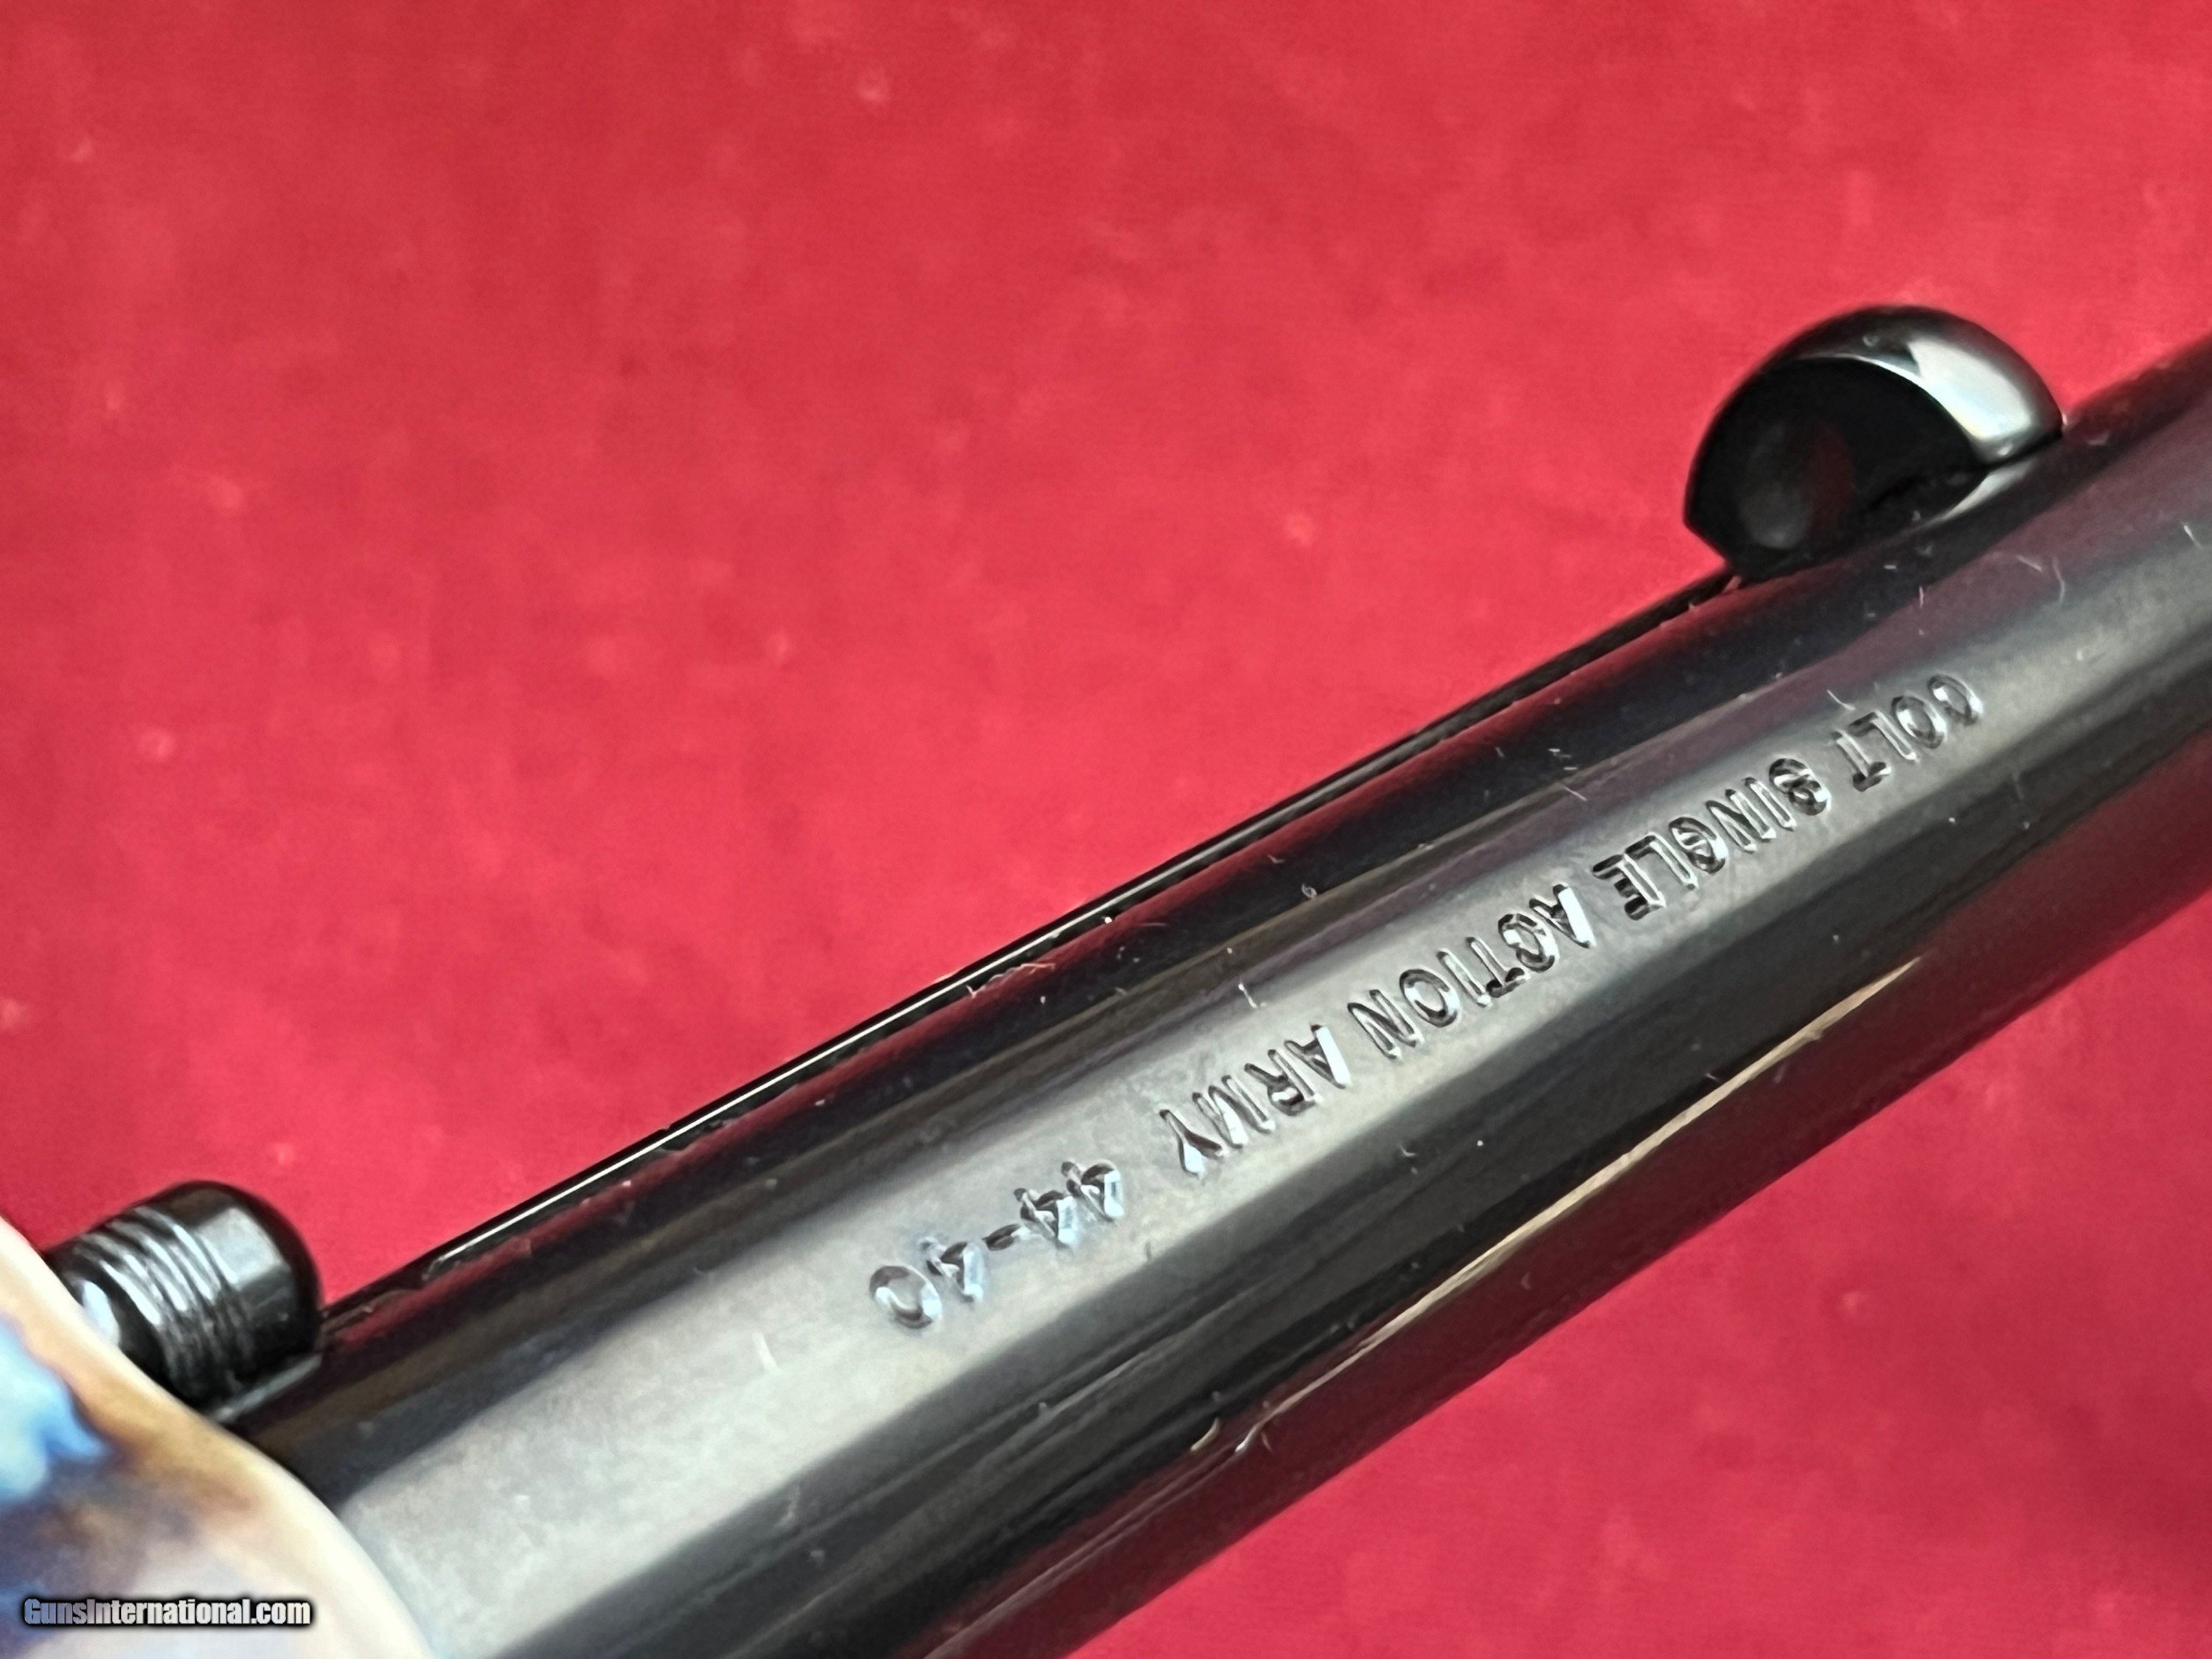 COLT SINGLE ACTION ARMY 44-40
GunsInternational.com